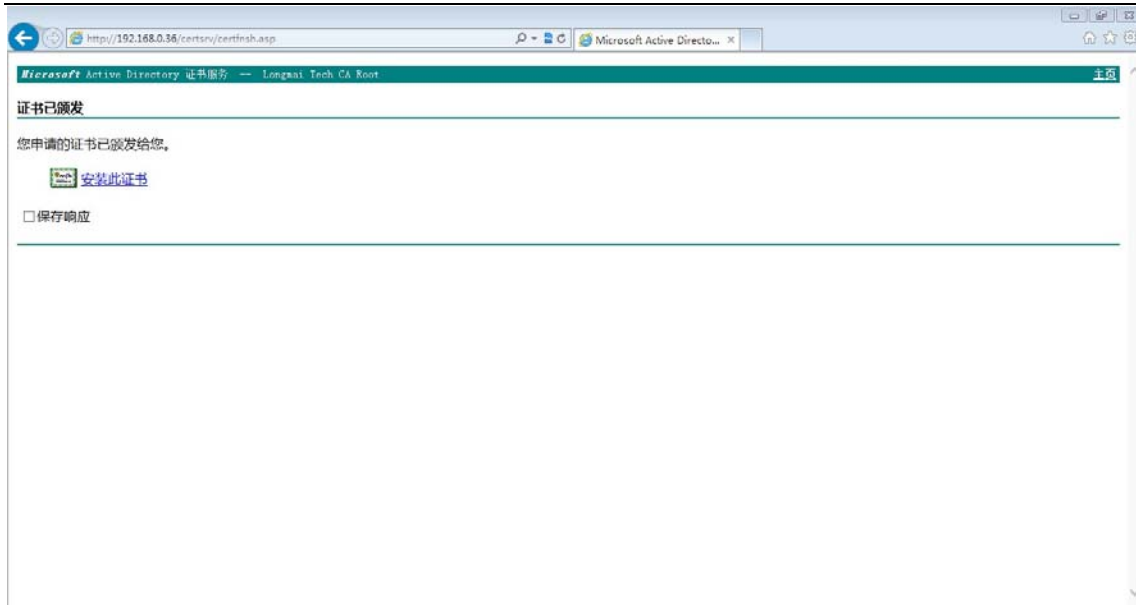 http://192.168.0.36/certsrv/certfnsh.asp
Microsoft Active Directo...
Microsoft Active Directory 证书服务 -- Longmai Tech CA Root
主页
证书已颁发
您申请的证书已颁发给您。
安装此证书
保存响应